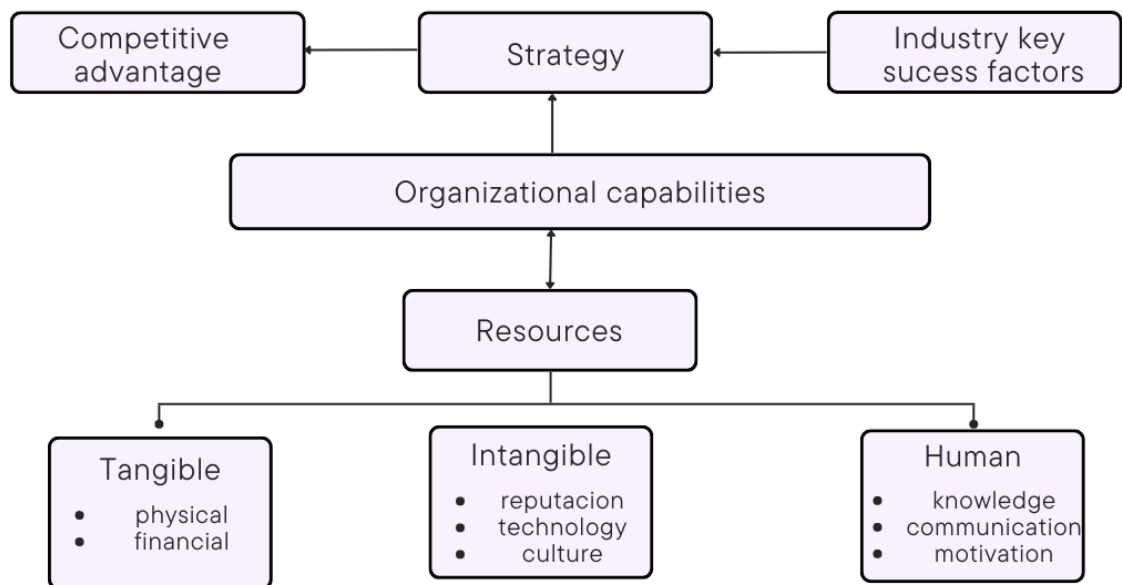 Competitive
advantage
Strategy
Industry key
sucess factors
Organizational capabilities
Resources
Tangible
• physical
• financial
Intangible
• reputacion
• technology
• culture
Human
• knowledge
• communication
• motivation